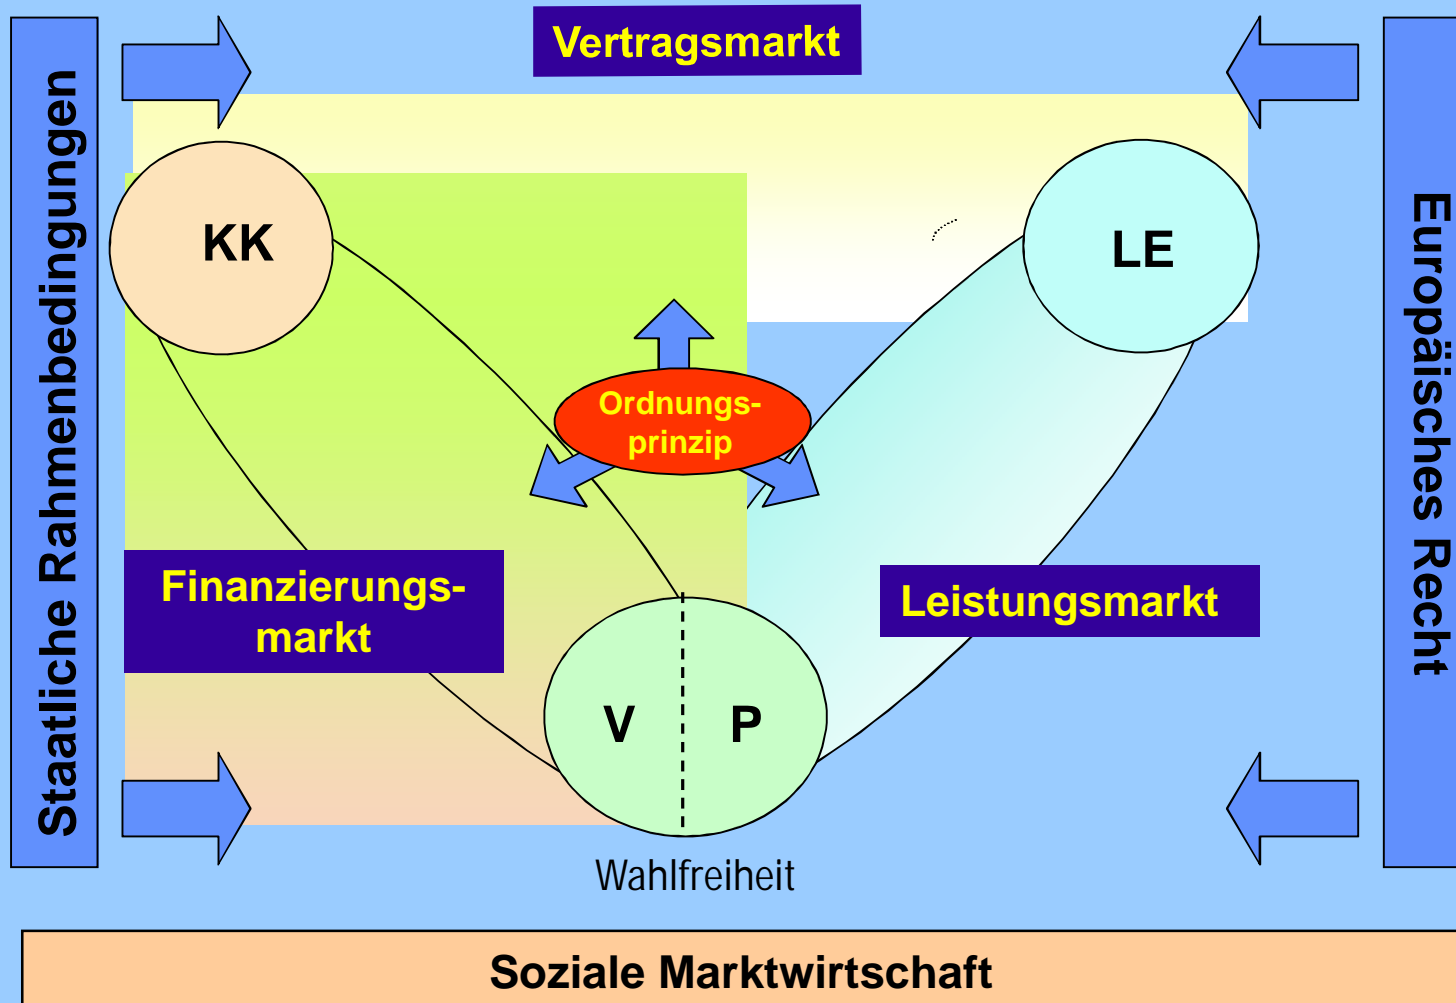 Vertragsmarkt
Staatliche Rahmenbedingungen
Europäisches Recht
KK
LE
Ordnungs-
prinzip
Finanzierungs-
markt
Leistungsmarkt
V P
Wahlfreiheit
Soziale Marktwirtschaft